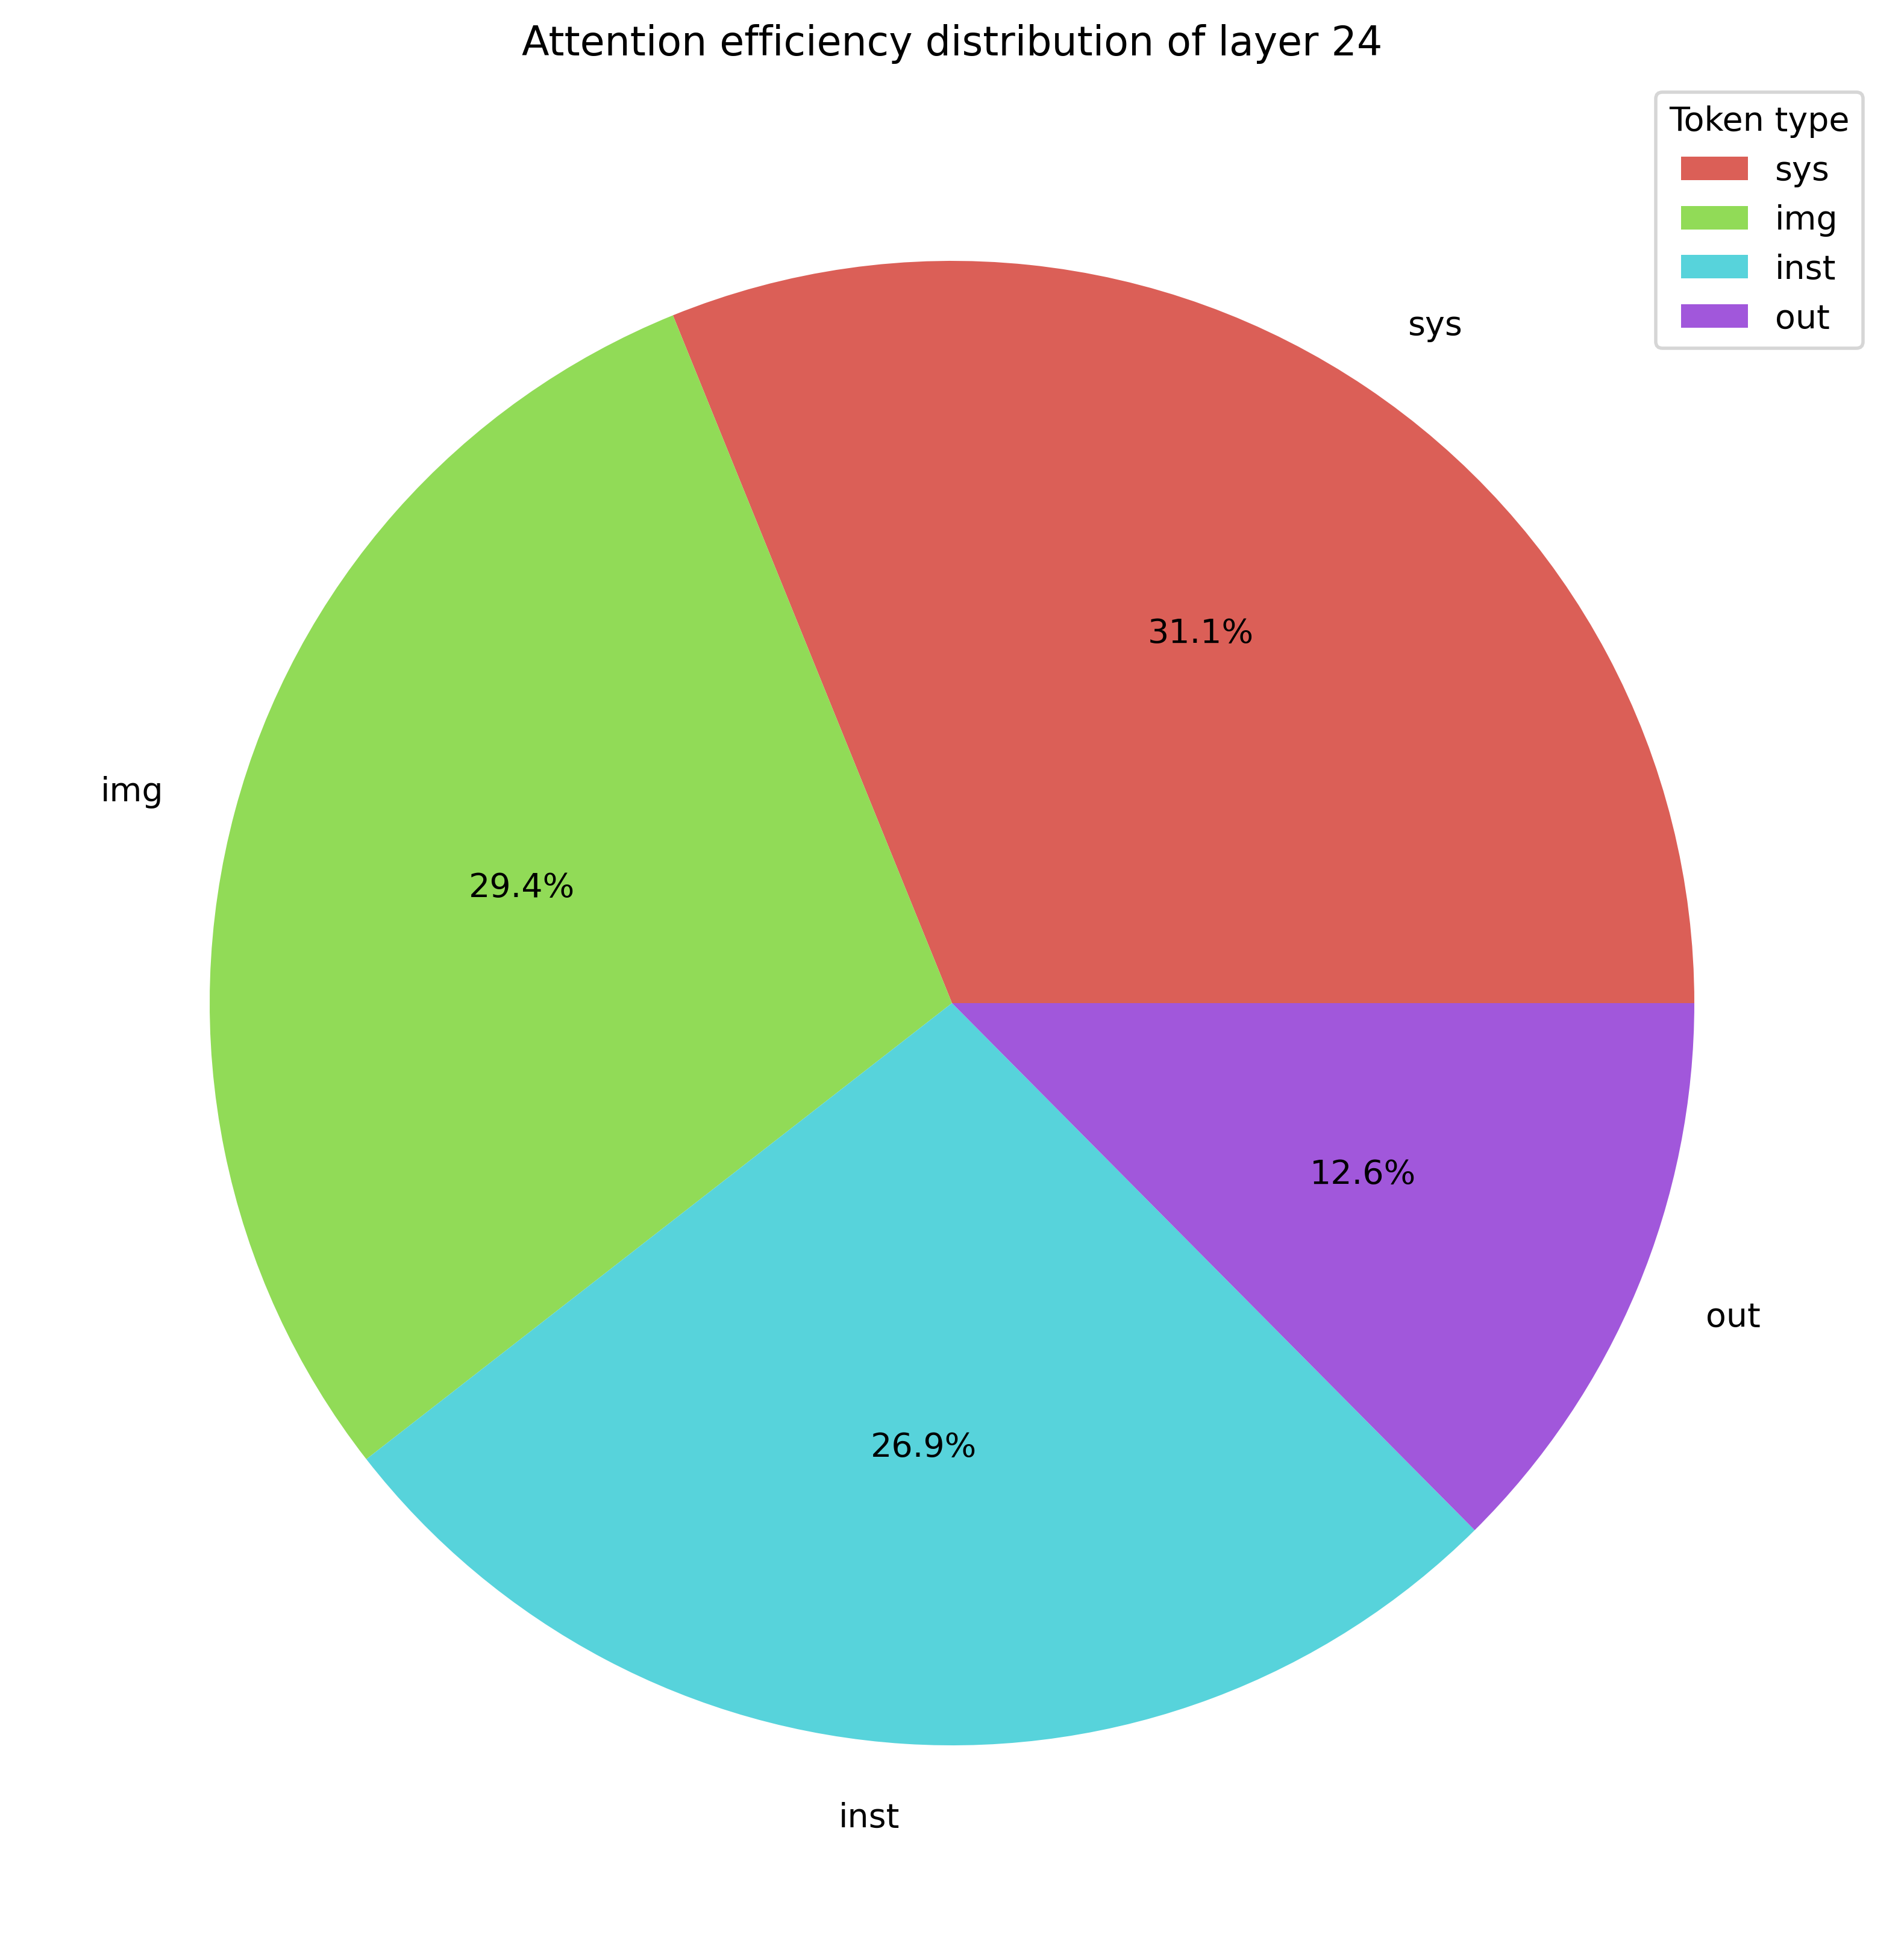 Attention efficiency distribution of layer 24
Token type
sys
img
inst
out
sys
31.1%
img
29.4%
12.6%
out
26.9%
inst